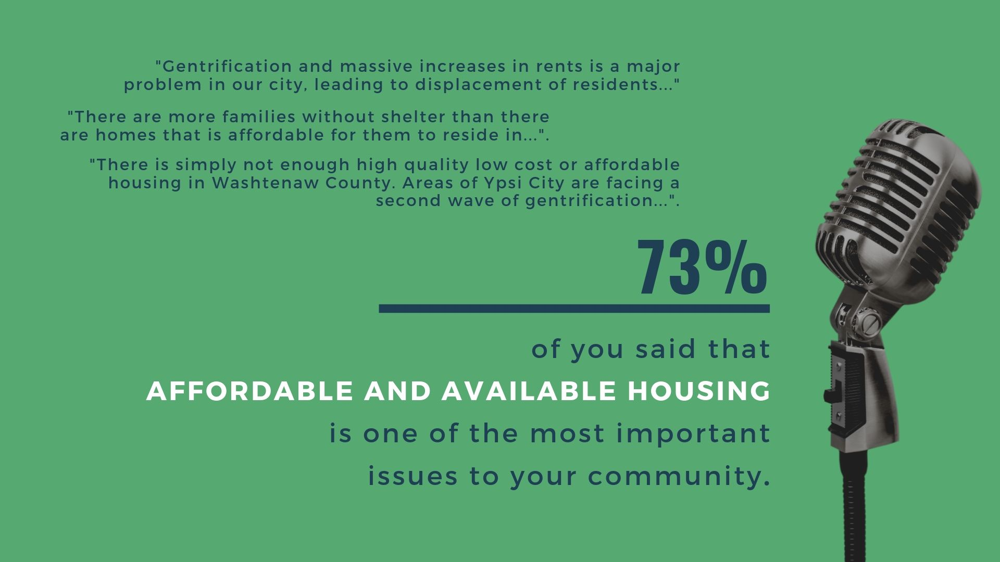 "Gentrification and massive increases in rents is a major
problem in our city, leading to displacement of residents..."
"There are more families without shelter than there
are homes that is affordable for them to reside in...".
"There is simply not enough high quality low cost or affordable
housing in Washtenaw County. Areas of Ypsi City are facing a
second wave of gentrification...".
73%
of you said that
AFFORDABLE AND AVAILABLE HOUSING
is one of the most important
issues to your community.